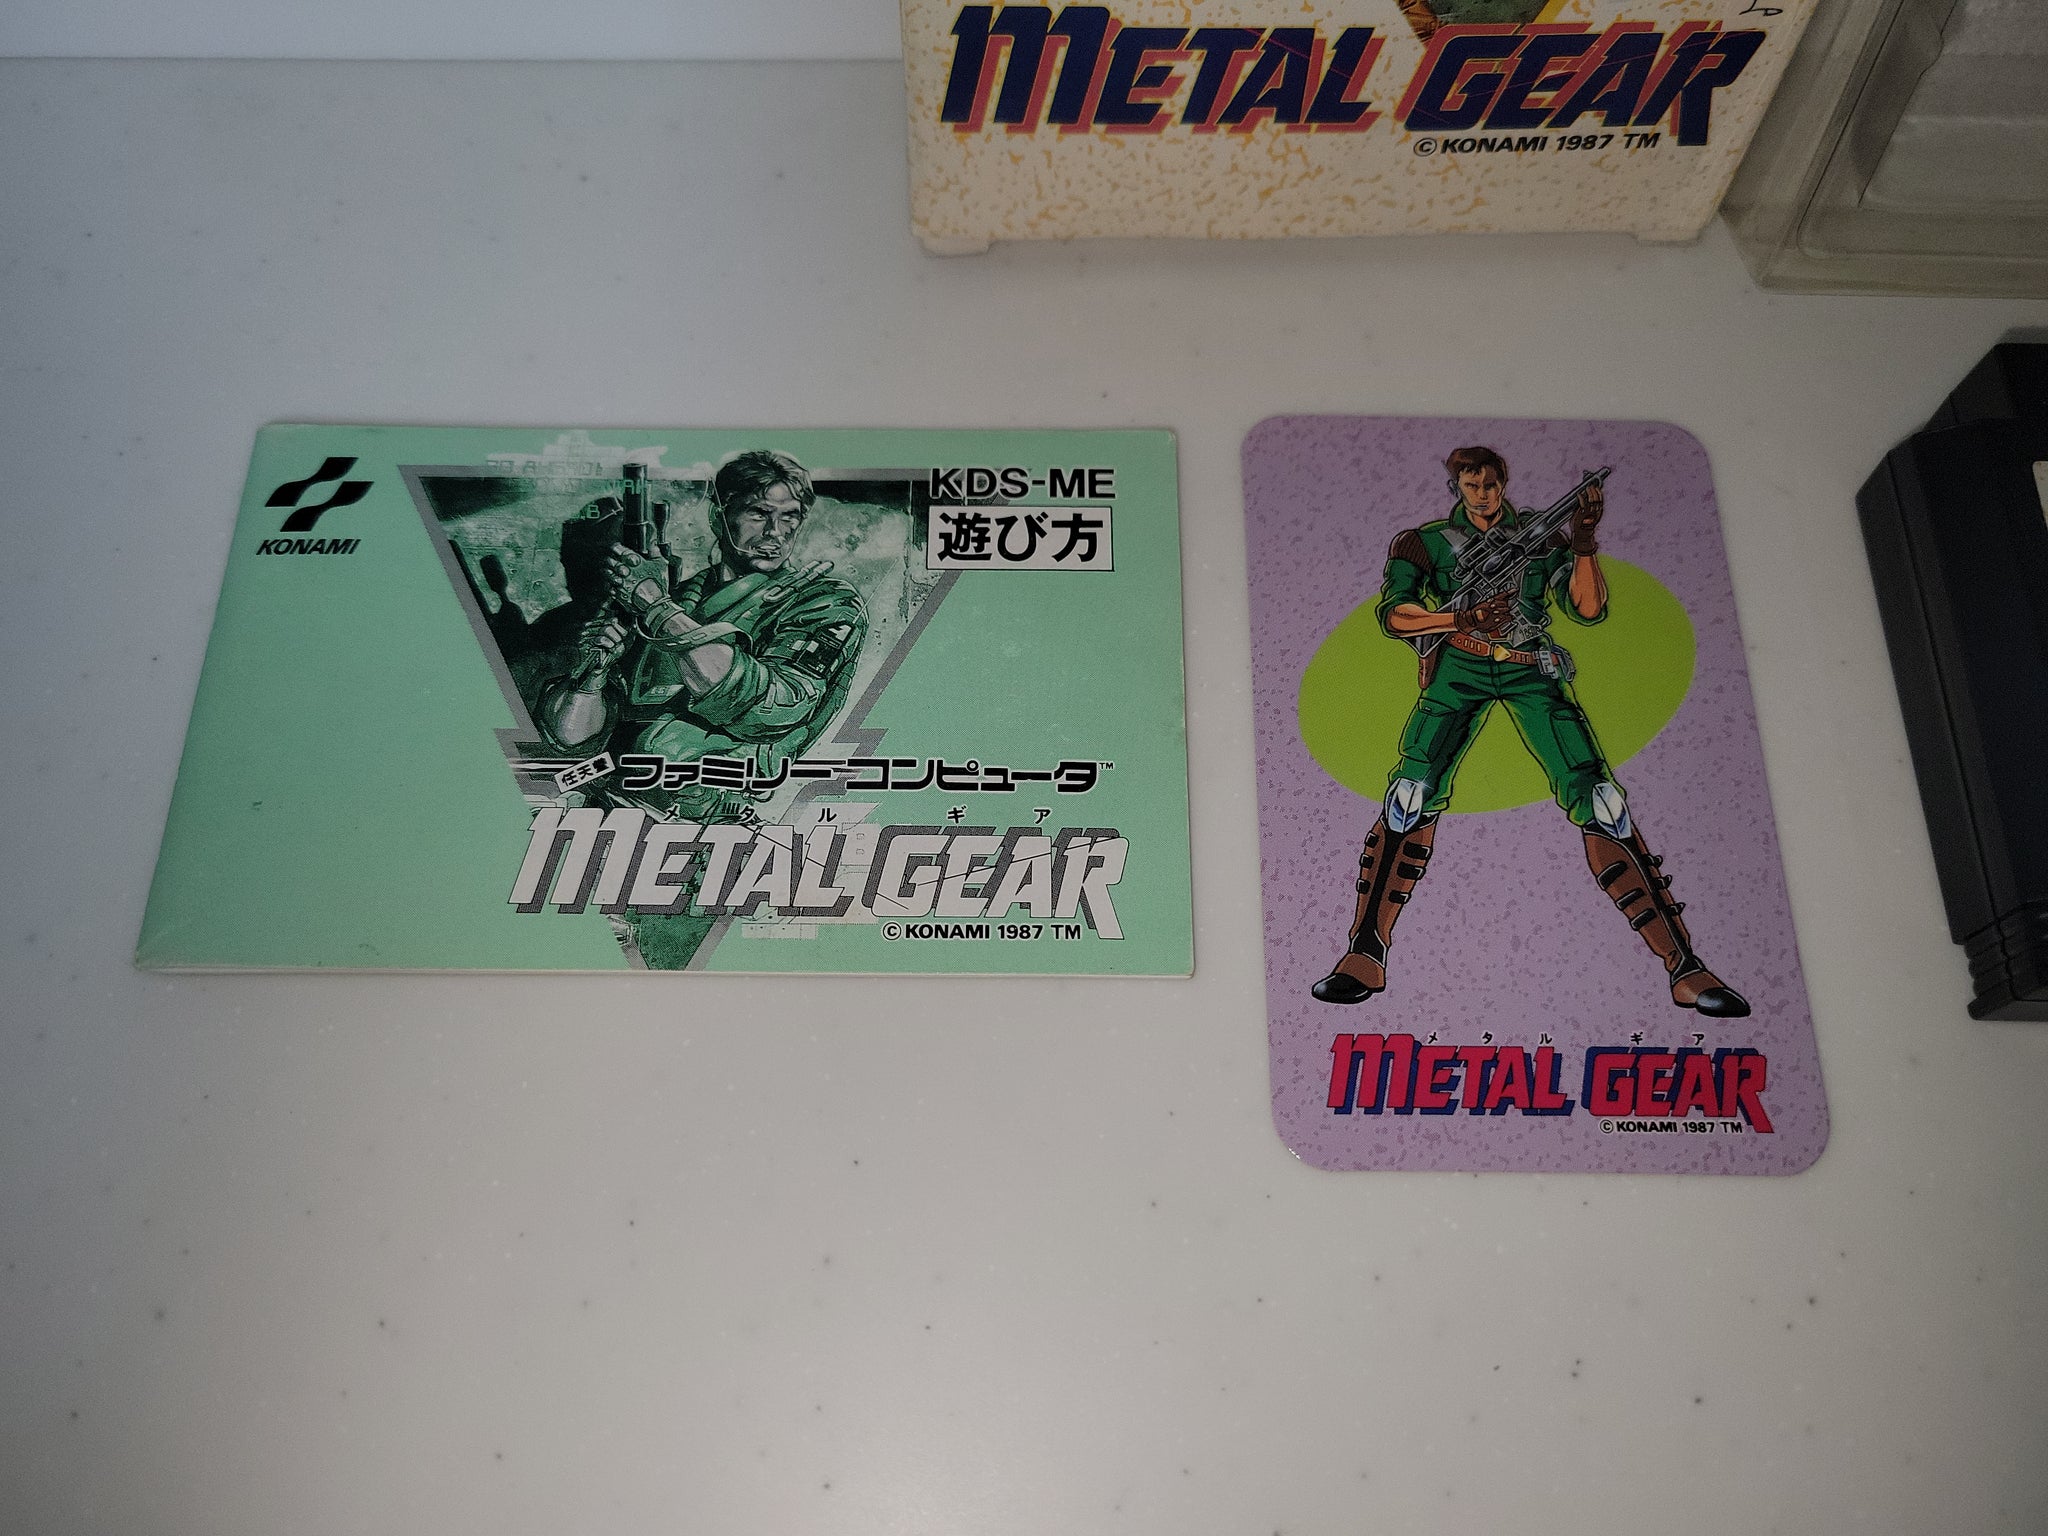 METAL GEAR
© KONAMI 1987 TM
KONAMI
KDS-ME
遊び方
任天堂 ファミリーコンピュータ™
メタル ギア
METAL GEAR
© KONAMI 1987 TM
メタル ギア
METAL GEAR
© KONAMI 1987 TM